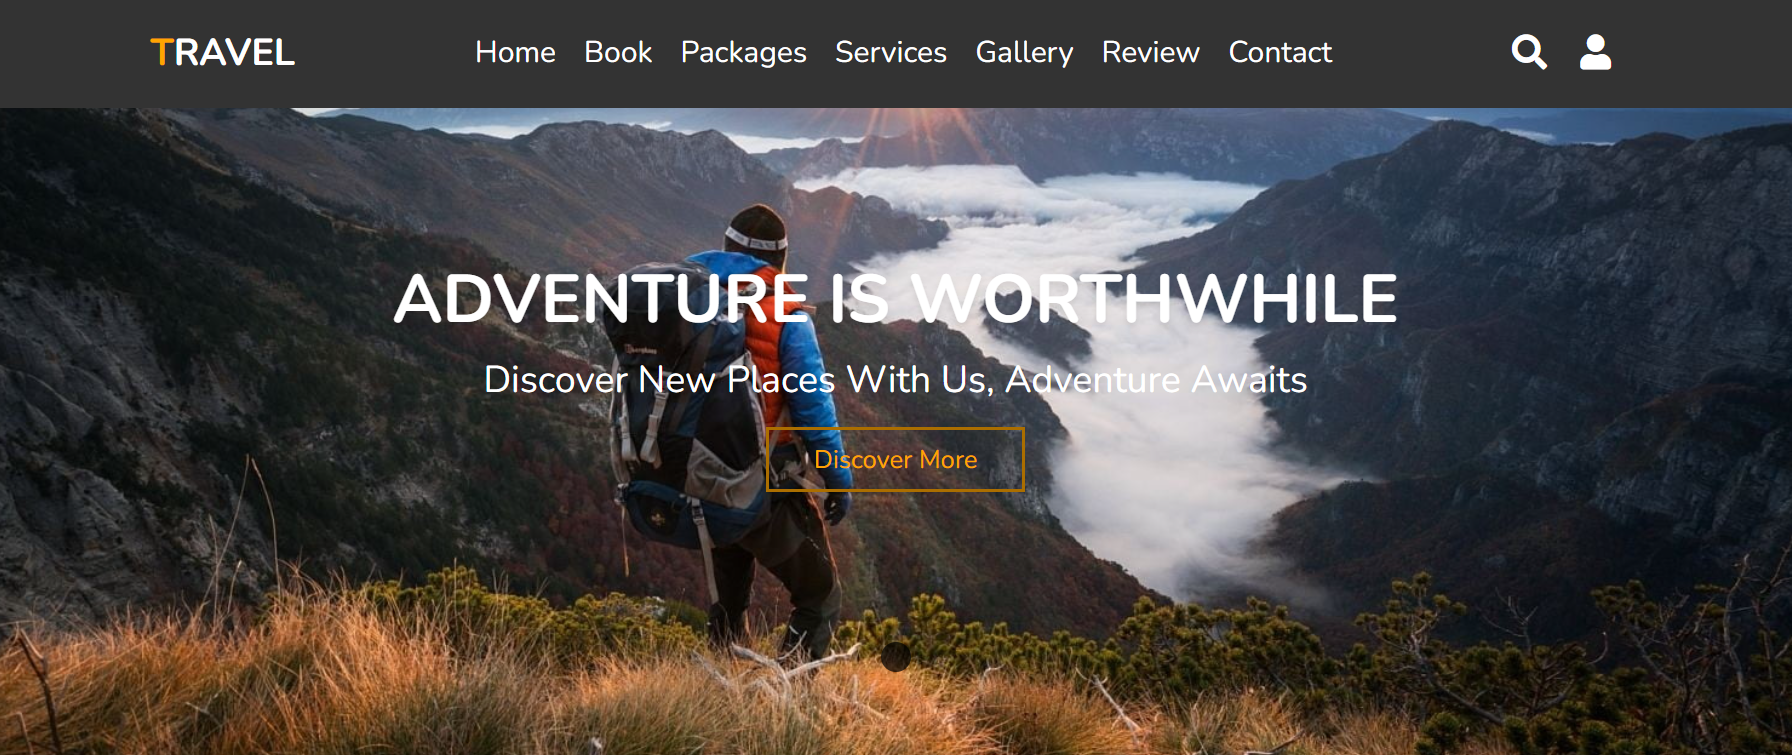 TRAVEL
Home Book Packages Services Gallery Review Contact
ADVENTURE IS WORTHWHILE
Discover New Places With Us, Adventure Awaits
Discover More